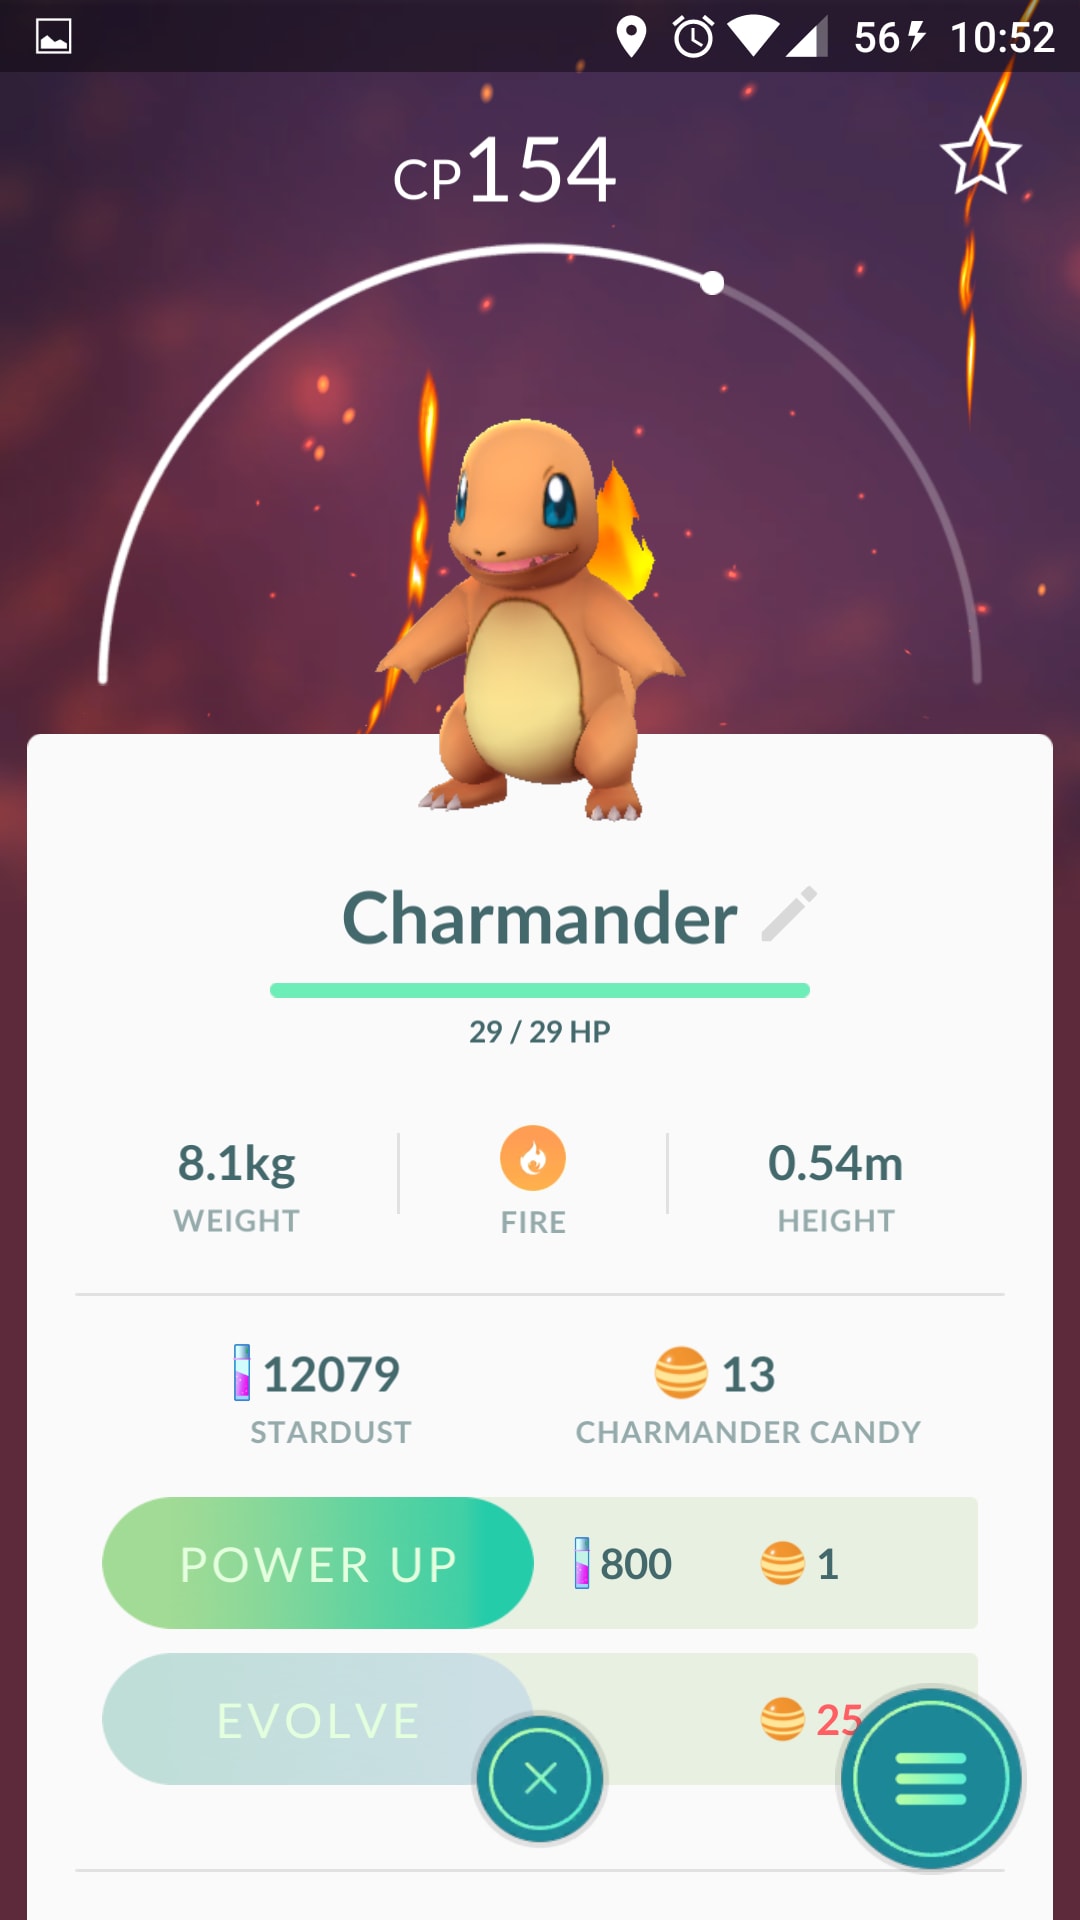 56 10:52
CP154
Charmander
29 / 29 HP
8.1kg
WEIGHT
FIRE
0.54m
HEIGHT
12079
STARDUST
13
CHARMANDER CANDY
POWER UP 800 1
EVOLVE 25